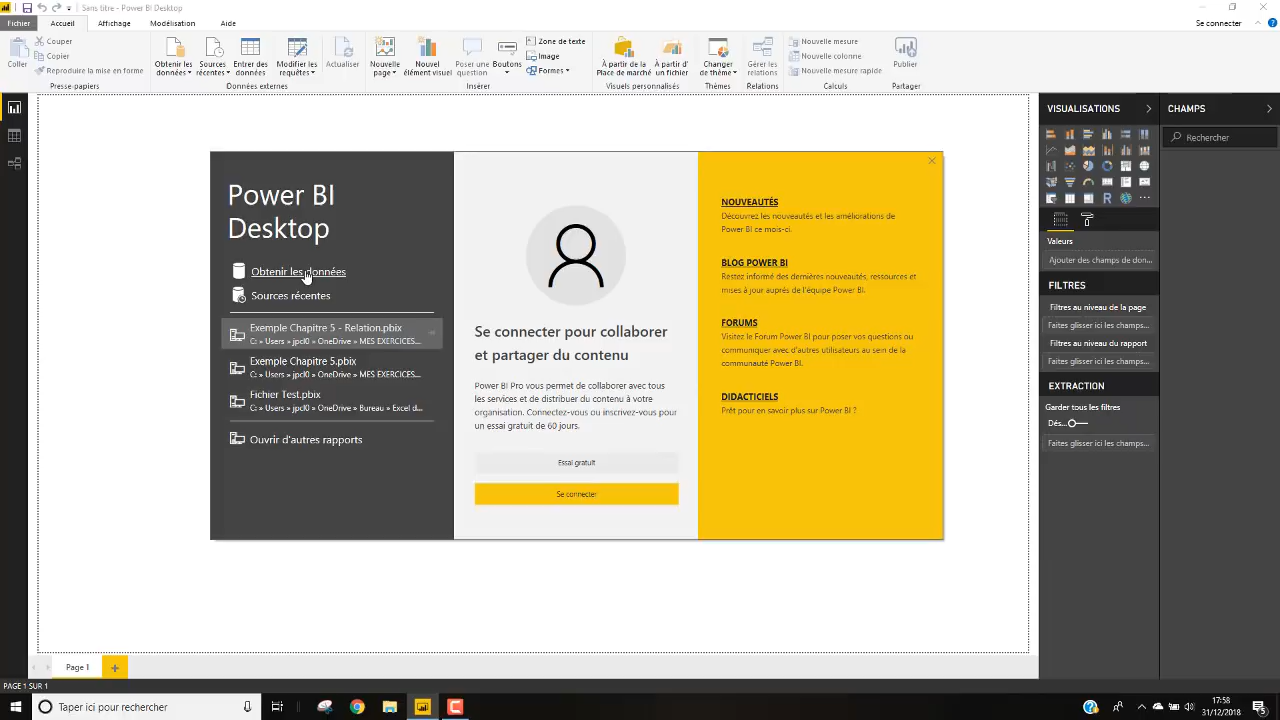 Sans titre - Power BI Desktop
Fichier
Accueil
Affichage
Modélisation
Aide
Se connecter
Coller
Couper
Copier
Reproduire la mise en forme
Presse-papiers
Obtenir les
données
Sources
récentes
Entrer des
données
Modifier les
requêtes
Données externes
Actualiser
Nouvelle
page
Nouvel
élément visuel
Poser une
question
Boutons
Zone de texte
Image
Formes
Insérer
À partir de la
Place de marché
À partir d'
un fichier
Visuels personnalisés
Changer
de thème
Thèmes
Gérer les
relations
Relations
Nouvelle mesure
Nouvelle colonne
Nouvelle mesure rapide
Calculs
Publier
Partager
Power BI
Desktop
Obtenir les données
Sources récentes
Exemple Chapitre 5 - Relation.pbix
C: » Users » jpcl0 » OneDrive » MES EXERCICES...
Exemple Chapitre 5.pbix
C: » Users » jpcl0 » OneDrive » MES EXERCICES...
Fichier Test.pbix
C: » Users » jpcl0 » OneDrive » Bureau » Excel d...
Ouvrir d'autres rapports
Se connecter pour collaborer
et partager du contenu
Power BI Pro vous permet de collaborer avec tous
les services et de distribuer du contenu à votre
organisation. Connectez-vous ou inscrivez-vous pour
un essai gratuit de 60 jours.
Essai gratuit
Se connecter
NOUVEAUTÉS
Découvrez les nouveautés et les améliorations de
Power BI ce mois-ci.
BLOG POWER BI
Restez informé des dernières nouveautés, ressources et
mises à jour auprès de l'équipe Power BI.
FORUMS
Visitez le Forum Power BI pour poser vos questions ou
communiquer avec d'autres utilisateurs au sein de la
communauté Power BI.
DIDACTICIELS
Prêt pour en savoir plus sur Power BI ?
VISUALISATIONS
Valeurs
Ajouter des champs de don...
FILTRES
Filtres au niveau de la page
Faites glisser ici les champs...
Filtres au niveau du rapport
Faites glisser ici les champs...
EXTRACTION
Garder tous les filtres
Dés...
Faites glisser ici les champs...
CHAMPS
Rechercher
Page 1
PAGE 1 SUR 1
Taper ici pour rechercher
17:58
31/12/2018